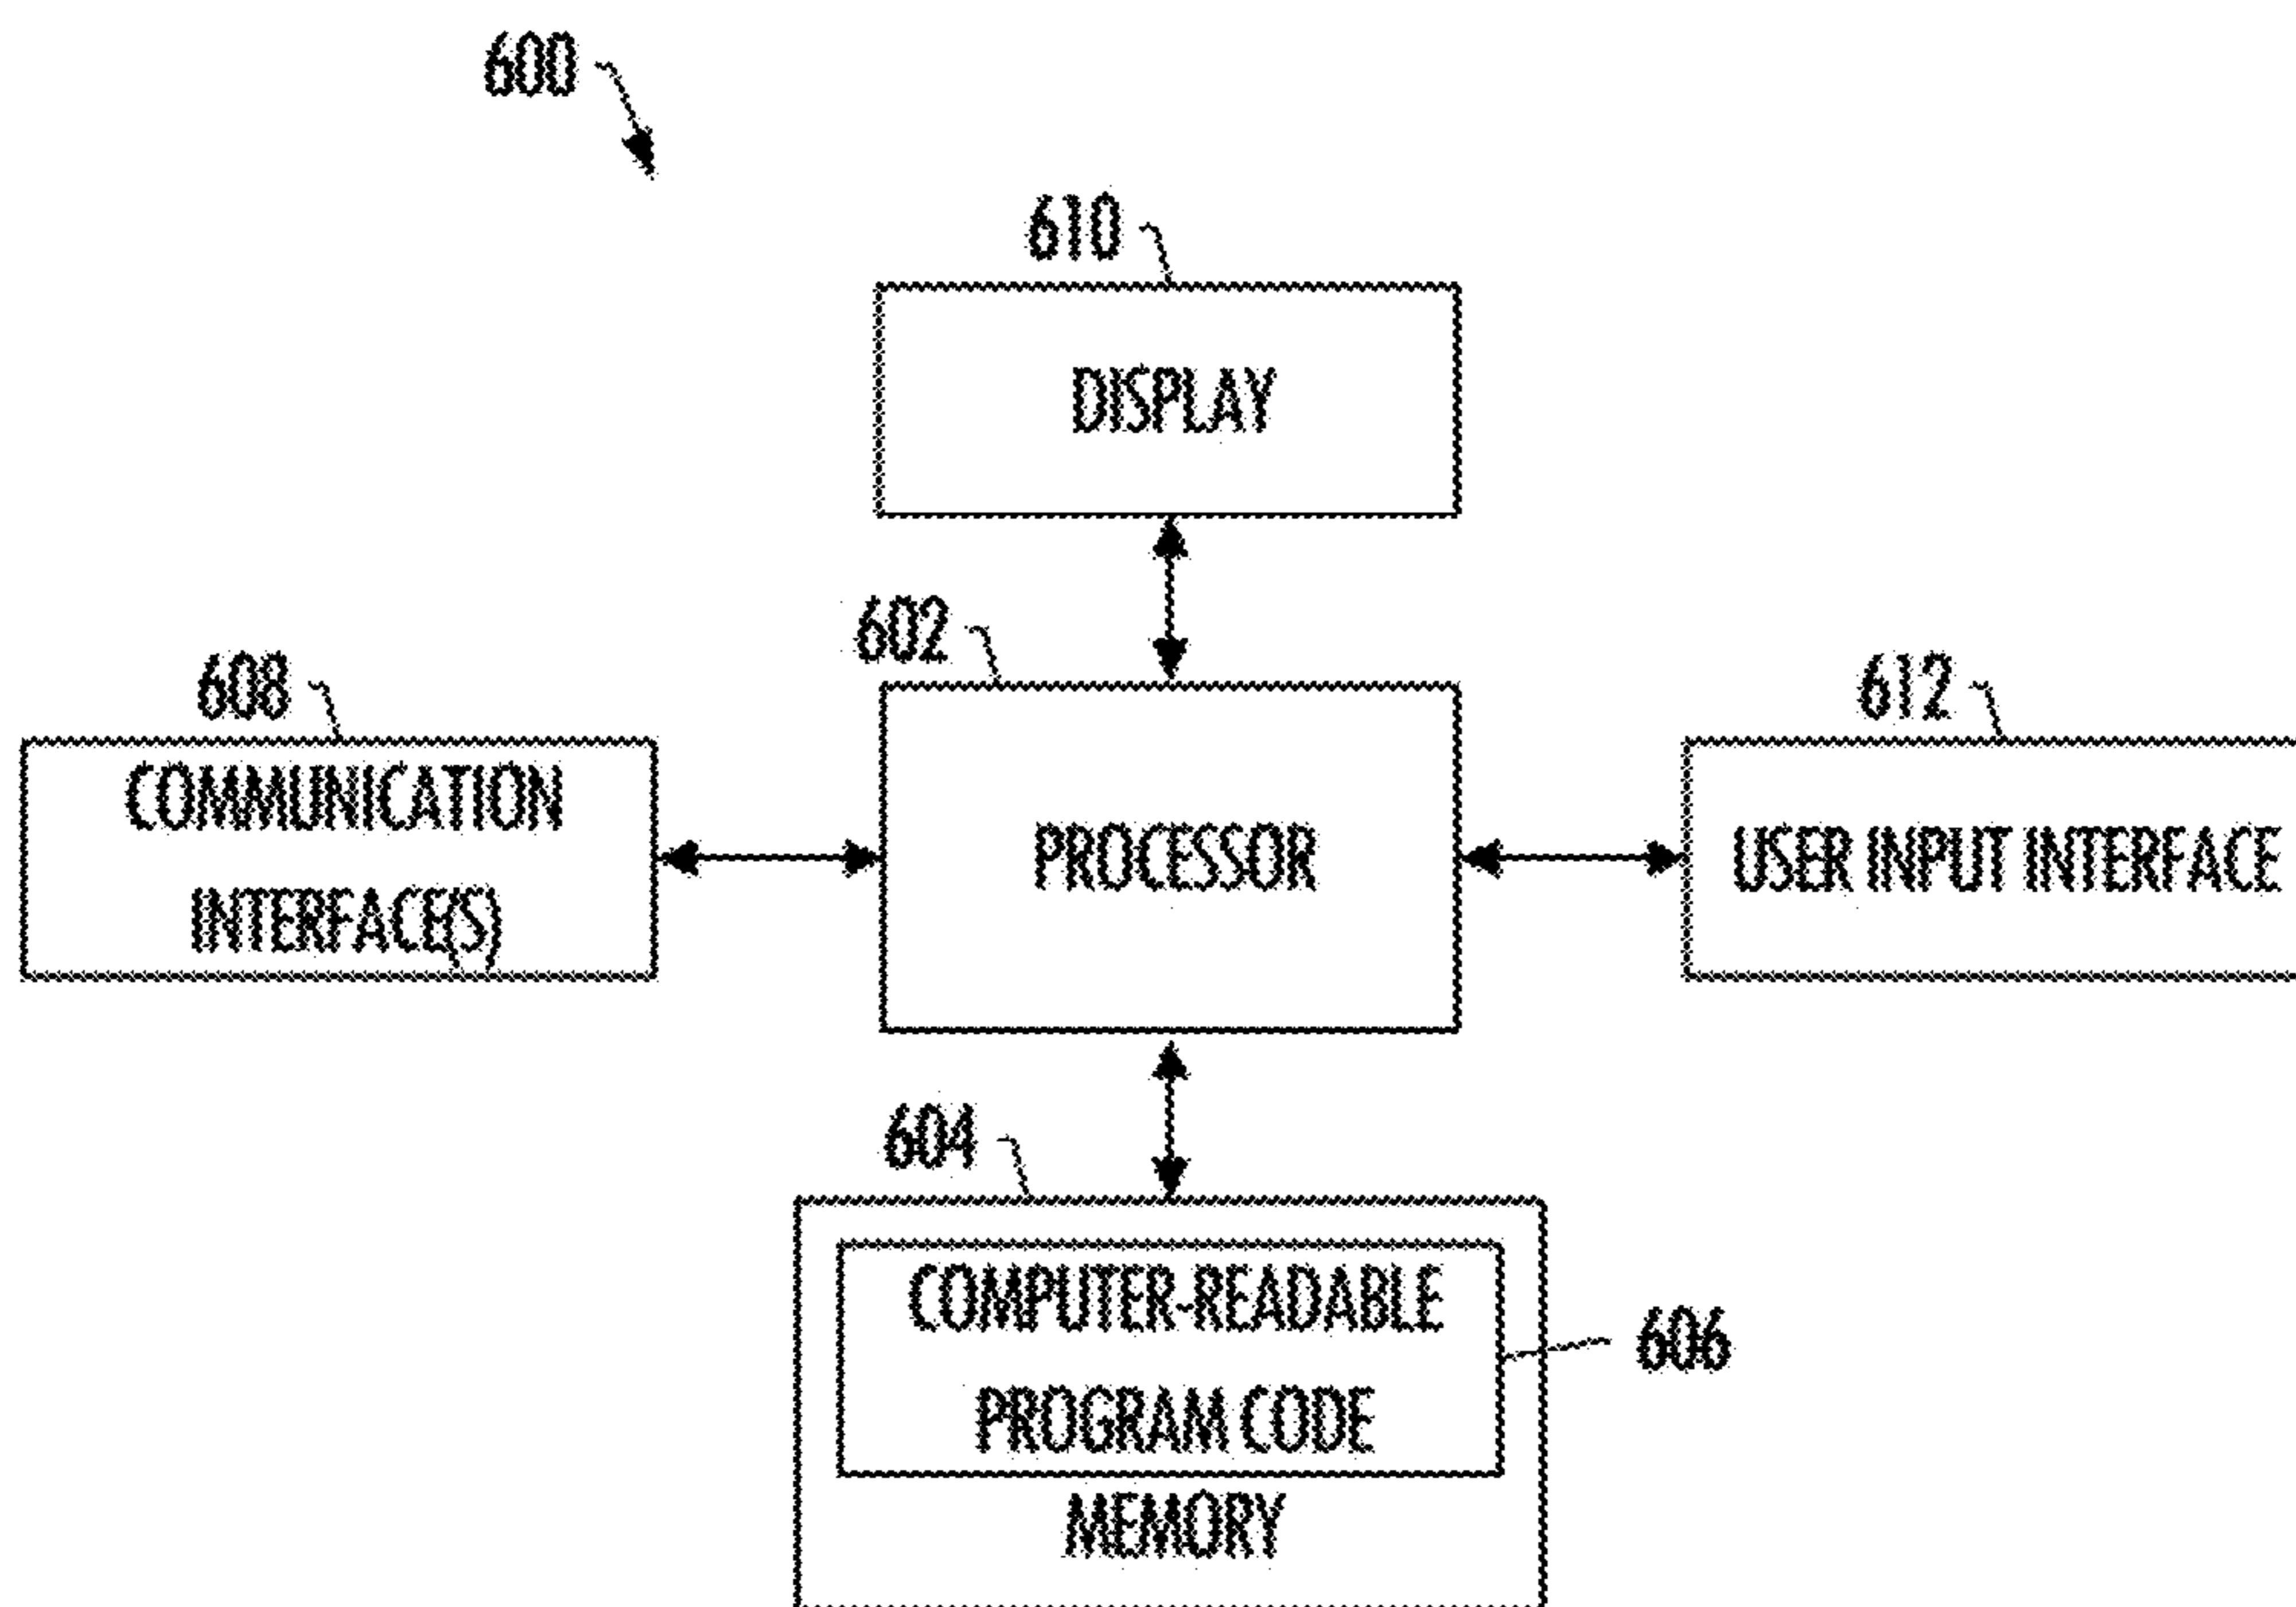 600
610
DISPLAY
602
608
612
COMMUNICATION
INTERFACE(S)
PROCESSOR
USER INPUT INTERFACE
604
COMPUTER-READABLE
PROGRAM CODE
606
MEMORY